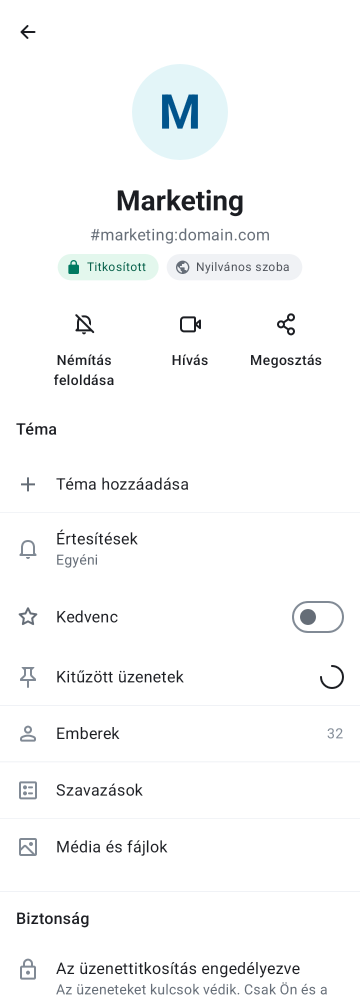 M
Marketing
#marketing:domain.com
Titkosított
Nyilvános szoba
Némítás
feloldása
Hívás
Megosztás
Téma
Téma hozzáadása
Értesítések
Egyéni
Kedvenc
Kitűzött üzenetek
Emberek
32
Szavazások
Média és fájlok
Biztonság
Az üzenettitkosítás engedélyezve
Az üzeneteket kulcsok védik. Csak Ön és a